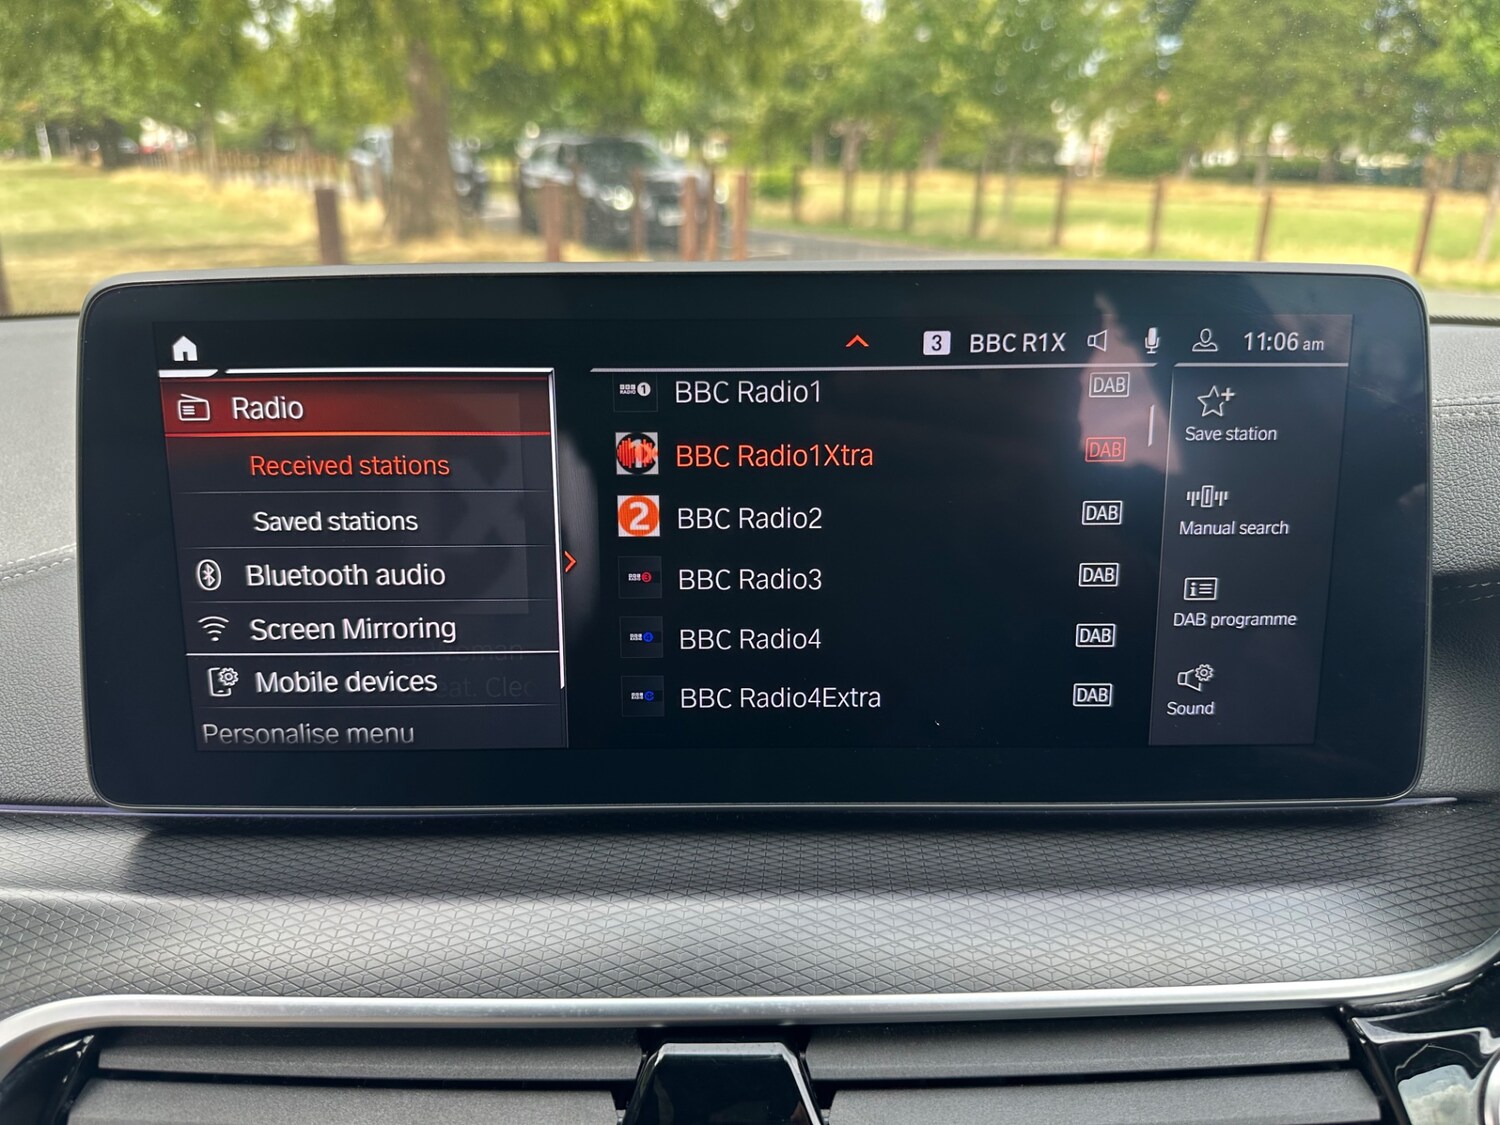 3 BBC R1X 11:06 am
Radio
Received stations
Saved stations
Bluetooth audio
Screen Mirroring
Mobile devices
Personalise menu
BBC Radio1 DAB
BBC Radio1Xtra DAB
2 BBC Radio2 DAB
BBC Radio3 DAB
BBC Radio4 DAB
BBC Radio4Extra DAB
Save station
Manual search
DAB programme
Sound